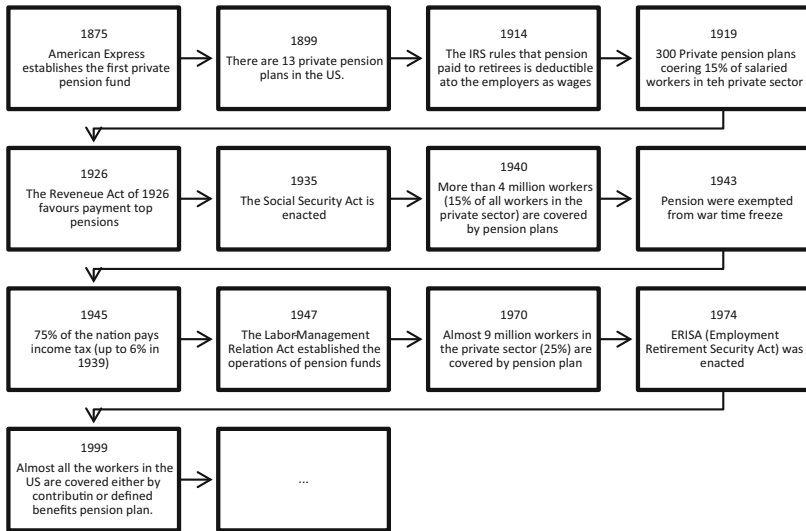 1875
American Express
establishes the first private
pension fund
1899
There are 13 private pension
plans in the US.
1914
The IRS rules that pension
paid to retirees is deductible
ato the employers as wages
1919
300 Private pension plans
coering 15% of salaried
workers in teh private sector
1926
The Reveneue Act of 1926
favours payment top
pensions
1935
The Social Security Act is
enacted
1940
More than 4 million workers
(15% of all workers in the
private sector) are covered
by pension plans
1943
Pension were exempted
from war time freeze
1945
75% of the nation pays
income tax (up to 6% in
1939)
1947
The Labor-Management
Relation Act established the
operations of pension funds
1970
Almost 9 million workers in
the private sector (25%) are
covered by pension plan
1974
ERISA (Employment
Retirement Security Act) was
enacted
1999
Almost all the workers in the
US are covered either by
contributin or defined
benefits pension plan.
...